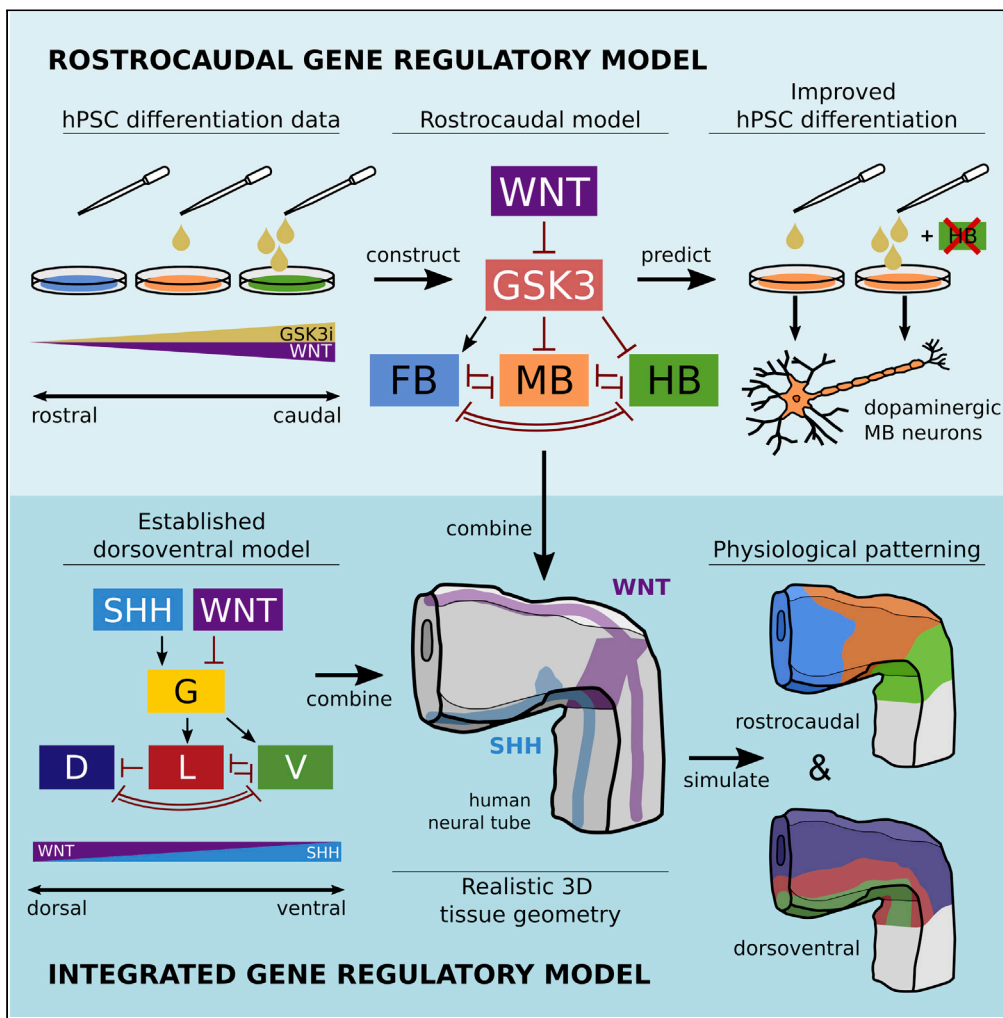 ROSTROCAUDAL GENE REGULATORY MODEL
hPSC differentiation data
GSK3i
WNT
rostral
caudal
construct
Rostrocaudal model
WNT
GSK3
FB
MB
HB
predict
Improved
hPSC differentiation
+ HB
dopaminergic
MB neurons
combine
Established
dorsoventral model
SHH
WNT
G
D
L
V
WNT
SHH
dorsal
ventral
combine
WNT
SHH
human
neural tube
Realistic 3D
tissue geometry
simulate
Physiological patterning
rostrocaudal
&
dorsoventral
INTEGRATED GENE REGULATORY MODEL